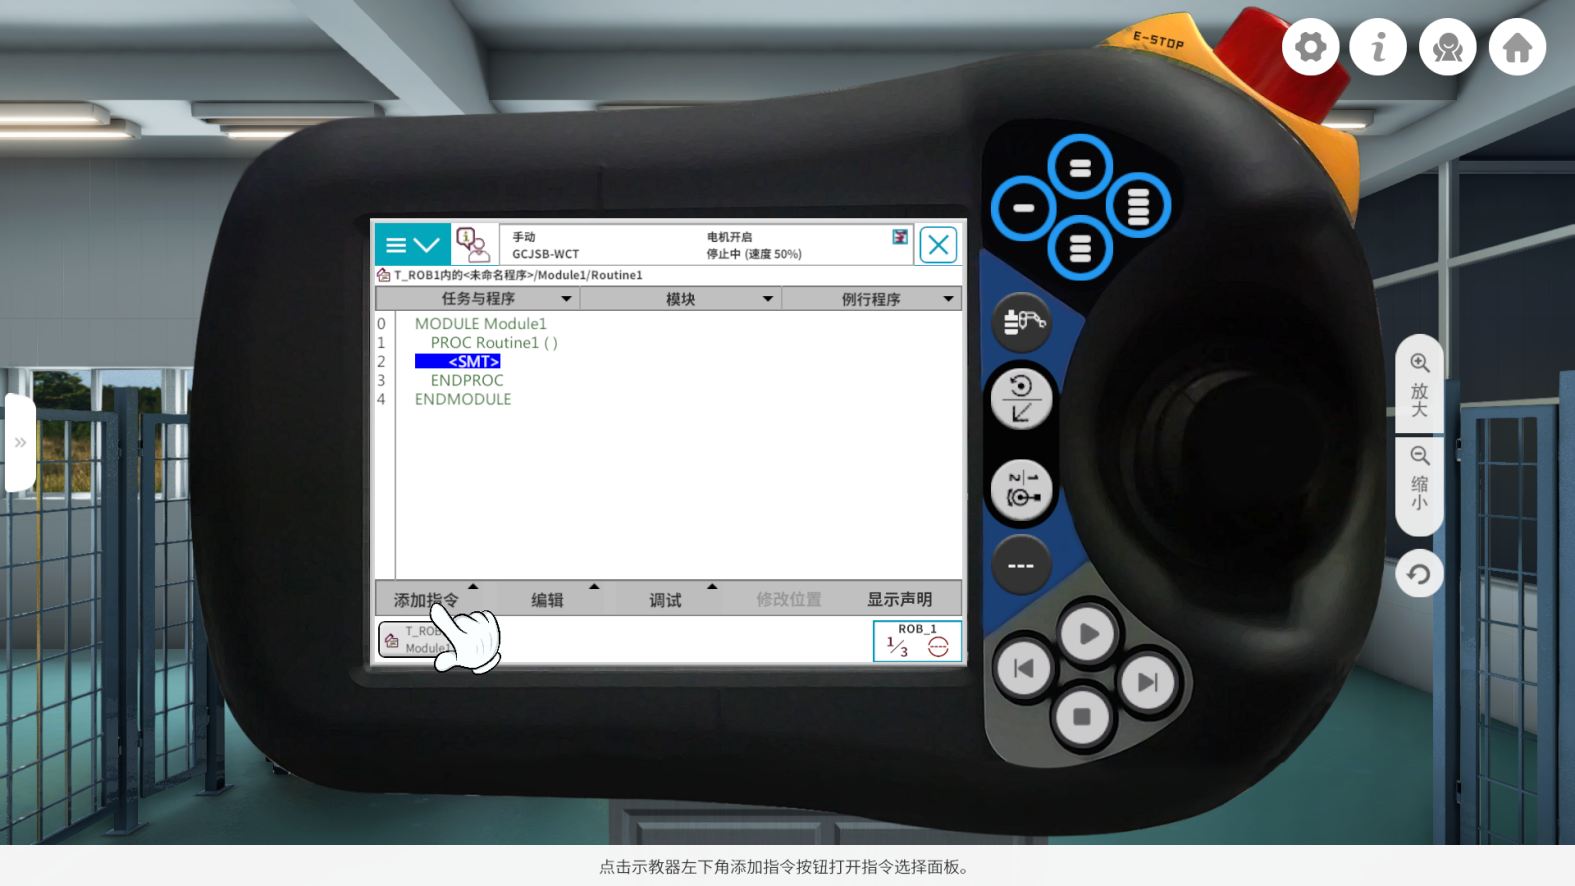 E-STOP
手动
GCJSB-WCT
电机开启
停止中 (速度 50%)
T_ROB1内的<未命名程序>/Module1/Routine1
任务与程序
模块
例行程序
0 MODULE Module1
1 PROC Routine1 ( )
2 <SMT>
3 ENDPROC
4 ENDMODULE
添加指令
编辑
调试
修改位置
显示声明
T_ROB
Module1
ROB_1
1/3
放大
缩小
点击示教器左下角添加指令按钮打开指令选择面板。